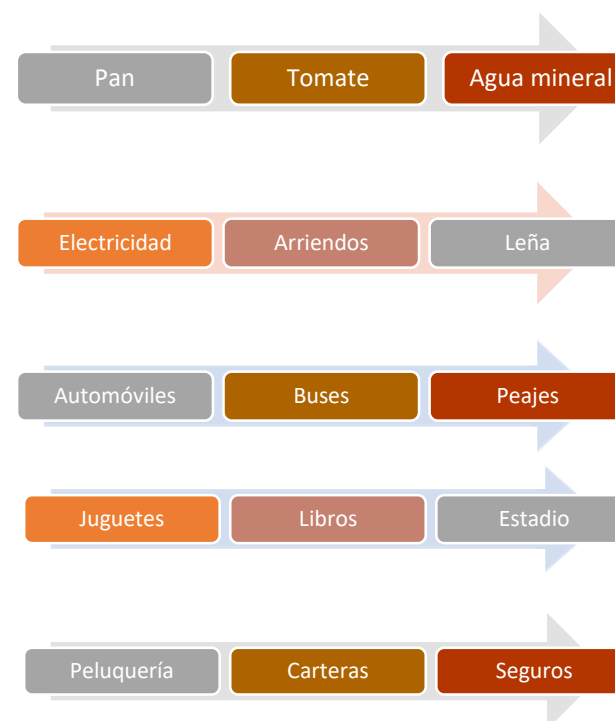 Pan Tomate Agua mineral
Electricidad Arriendos Leña
Automóviles Buses Peajes
Juguetes Libros Estadio
Peluquería Carteras Seguros